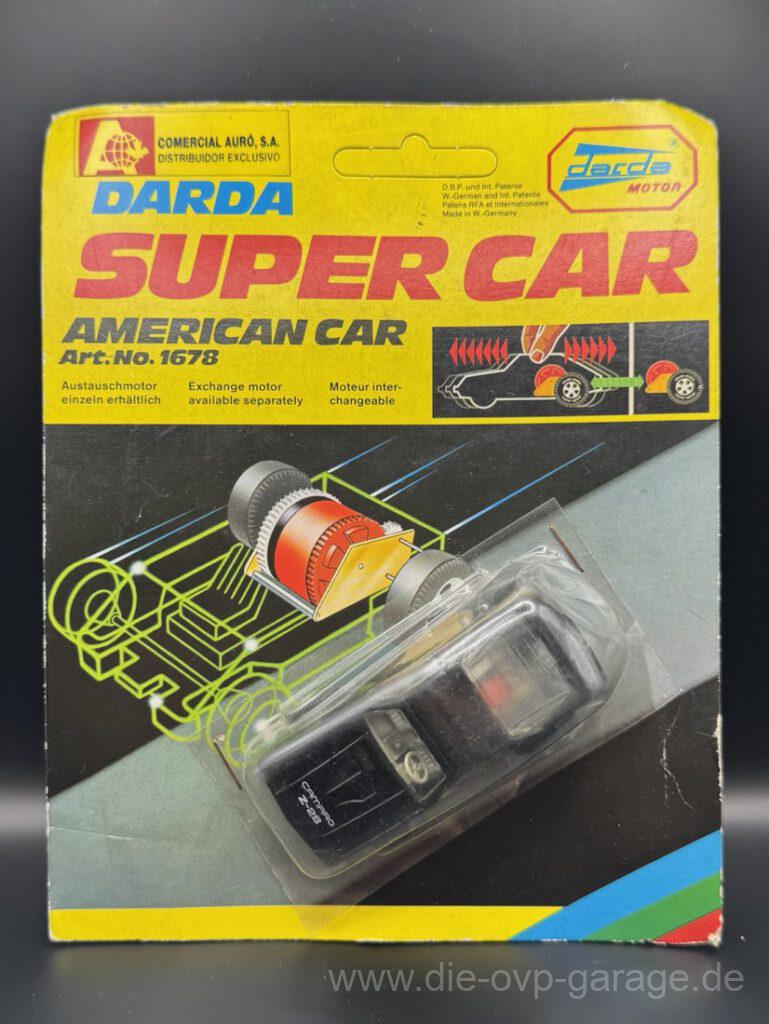 COMERCIAL AURÓ, S.A.
DISTRIBUIDOR EXCLUSIVO
DARDA
D.B.P. und Int. Patente
W.-German and Int. Patente
Patens RFA et Internationales
Made in W.-Germany
darda ®
MOTOR
SUPER CAR
AMERICAN CAR
Art.No. 1678
Austauschmotor
einzeln erhältlich
Exchange motor
available separately
Moteur inter-
changeable
CAMARO
Z-28
www.die-ovp-garage.de